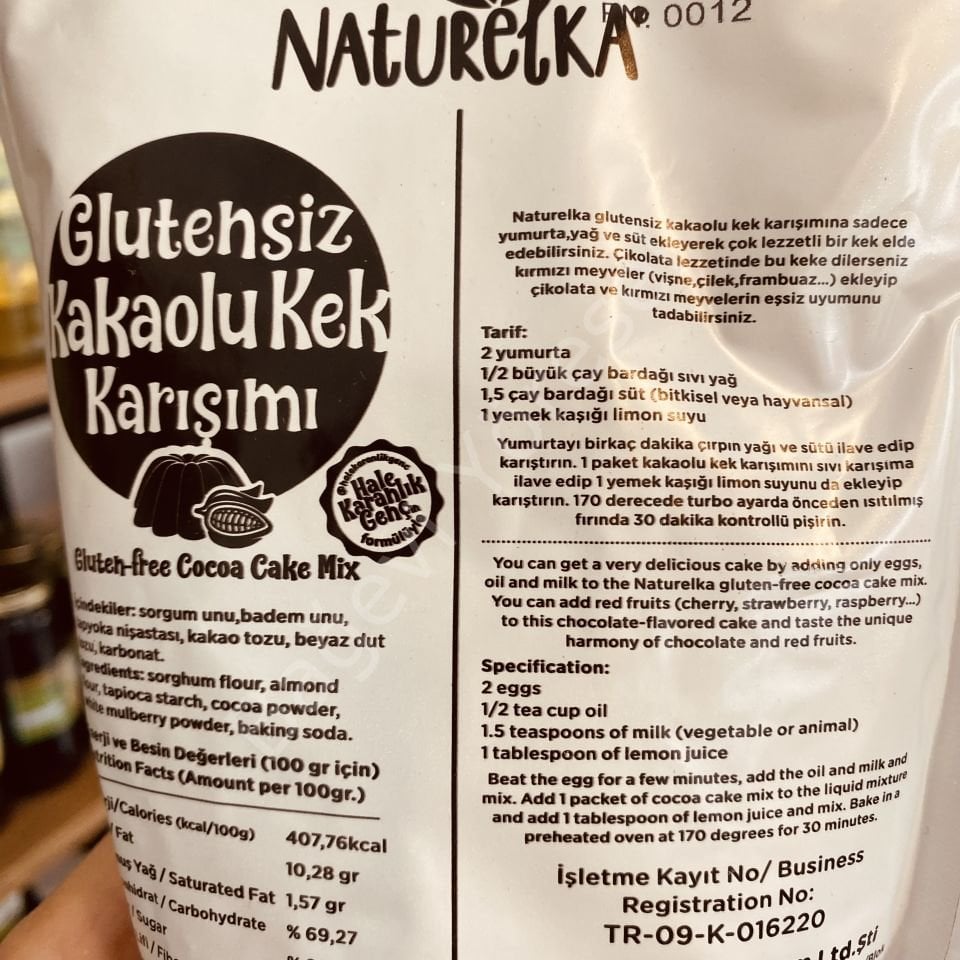 NATURELKA
P.NO. 0012
Glutensiz
Kakaolu Kek
Karışımı
@halekaranlikgenc
Hale
Karanlık
Genç'in
formülüyle
Gluten-free Cocoa Cake Mix
içindekiler: sorgum unu,badem unu,
tapyoka nişastası, kakao tozu, beyaz dut
tozu, karbonat.
Ingredients: sorghum flour, almond
flour, tapioca starch, cocoa powder,
white mulberry powder, baking soda.
Enerji ve Besin Değerleri (100 gr için)
Nutrition Facts (Amount per 100gr.)
/Calories (kcal/100g) 407,76kcal
/ Fat 10,28 gr
Yağ / Saturated Fat 1,57 gr
/ Carbohydrate % 69,27
/ Sugar
Naturelka glutensiz kakaolu kek karışımına sadece
yumurta,yağ ve süt ekleyerek çok lezzetli bir kek elde
edebilirsiniz. Çikolata lezzetinde bu keke dilerseniz
kırmızı meyveler (vişne,çilek,frambuaz...) ekleyip
çikolata ve kırmızı meyvelerin eşsiz uyumunu
tadabilirsiniz.
Tarif:
2 yumurta
1/2 büyük çay bardağı sıvı yağ
1,5 çay bardağı süt (bitkisel veya hayvansal)
1 yemek kaşığı limon suyu
Yumurtayı birkaç dakika çırpın yağı ve sütü ilave edip
karıştırın. 1 paket kakaolu kek karışımını sıvı karışıma
ilave edip 1 yemek kaşığı limon suyunu da ekleyip
karıştırın. 170 derecede turbo ayarda önceden ısıtılmış
fırında 30 dakika kontrollü pişirin.
You can get a very delicious cake by adding only eggs,
oil and milk to the Naturelka gluten-free cocoa cake mix.
You can add red fruits (cherry, strawberry, raspberry...)
to this chocolate-flavored cake and taste the unique
harmony of chocolate and red fruits.
Specification:
2 eggs
1/2 tea cup oil
1.5 teaspoons of milk (vegetable or animal)
1 tablespoon of lemon juice
Beat the egg for a few minutes, add the oil and milk and
mix. Add 1 packet of cocoa cake mix to the liquid mixture
and add 1 tablespoon of lemon juice and mix. Bake in a
preheated oven at 170 degrees for 30 minutes.
İşletme Kayıt No/ Business
Registration No:
TR-09-K-016220
Ltd.Şti